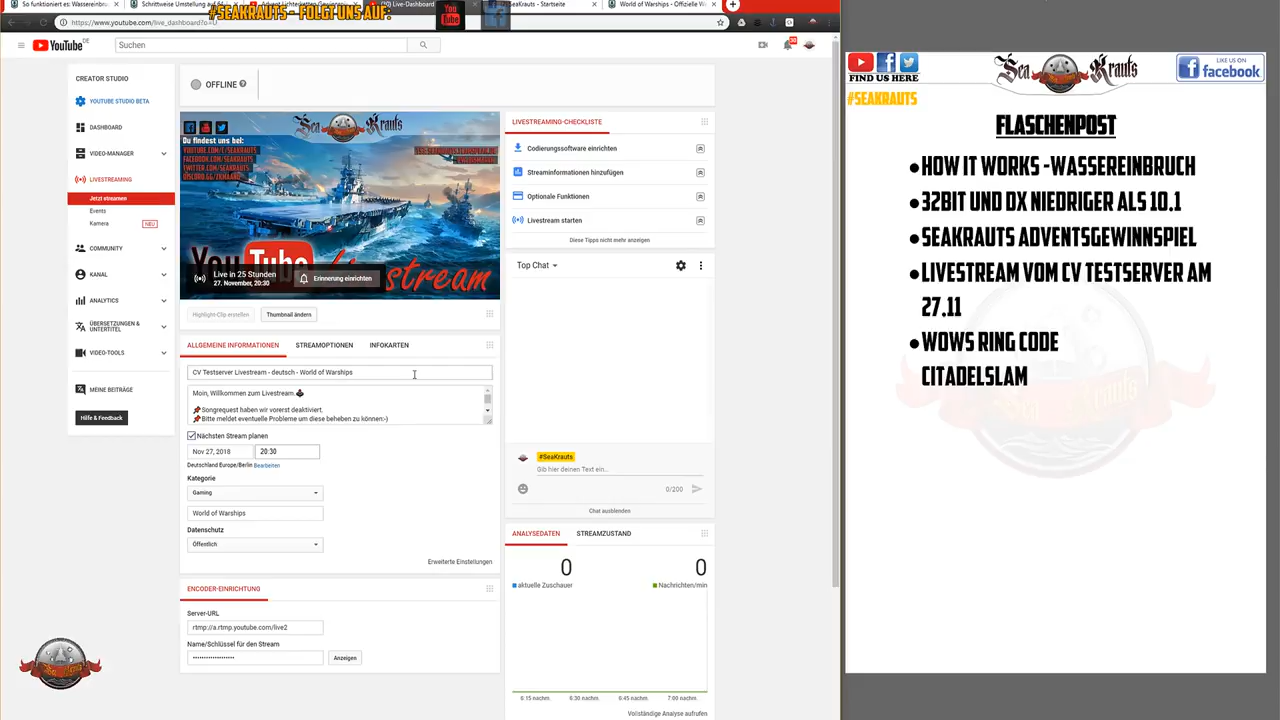 So funktioniert es: Wassereinbru
Schrittweise Umstellung auf 64
Advent Lichterketten Gewinnspi
Live-Dashboard
SeaKrauts - Startseite
World of Warships - Offizielle W
#SEAKRAUTS - FOLGT UNS AUF:
https://www.youtube.com/live_dashboard?o=U
YouTube DE
Suchen
CREATOR STUDIO
YOUTUBE STUDIO BETA
DASHBOARD
VIDEO-MANAGER
LIVESTREAMING
Jetzt streamen
Events
Kamera
NEU
COMMUNITY
KANAL
ANALYTICS
ÜBERSETZUNGEN &
UNTERTITEL
VIDEO-TOOLS
MEINE BEITRÄGE
Hilfe & Feedback
OFFLINE
Sea Krauts
Du findest uns bei:
YOUTUBE.COM/C/SEAKRAUTS
FACEBOOK.COM/SEAKRAUTS
TWITTER.COM/SEAKRAUTS
YouTube
Livestream
Live in 25 Stunden
27. November, 20:30
Erinnerung einrichten
Highlight-Clip erstellen
Thumbnail ändern
ALLGEMEINE INFORMATIONEN
STREAMOPTIONEN
INFOKARTEN
CV Testserver Livestream - deutsch - World of Warships
Moin, Willkommen zum Livestream.
Songrequest haben wir vorerst deaktiviert.
Bitte meldet eventuelle Probleme um diese beheben zu können:-)
Nächsten Stream planen
Nov 27, 2018
20:30
Deutschland Europe/Berlin Bearbeiten
Kategorie
Gaming
World of Warships
Datenschutz
Öffentlich
Erweiterte Einstellungen
ENCODER-EINRICHTUNG
Server-URL
rtmp://a.rtmp.youtube.com/live2
Name/Schlüssel für den Stream
Anzeigen
LIVESTREAMING-CHECKLISTE
Codierungssoftware einrichten
Streaminformationen hinzufügen
Optionale Funktionen
Livestream starten
Diese Tipps nicht mehr anzeigen
Top Chat
#SeaKrauts
Gib hier deinen Text ein...
0/200
Chat ausblenden
ANALYSEDATEN
STREAMZUSTAND
0
0
aktuelle Zuschauer
Nachrichten/min
6:15 nachm.
6:30 nachm.
6:45 nachm.
7:00 nachm.
Vollständige Analyse aufrufen
FIND US HERE
#SEAKRAUTS
Sea Krauts
LIKE US ON
facebook
FLASCHENPOST
•HOW IT WORKS -WASSEREINBRUCH
•32BIT UND DX NIEDRIGER ALS 10.1
•SEAKRAUTS ADVENTSGEWINNSPIEL
•LIVESTREAM VOM CV TESTSERVER AM
27.11
•WOWS RING CODE
CITADELSLAM